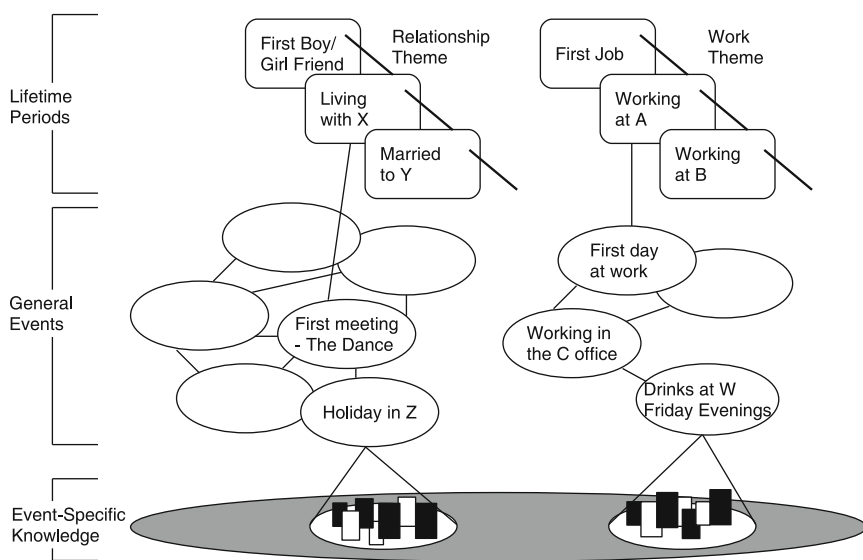 First Boy/
Girl Friend
Relationship
Theme
First Job
Work
Theme
Lifetime
Periods
Living
with X
Working
at A
Married
to Y
Working
at B
General
Events
First day
at work
First meeting
- The Dance
Working in
the C office
Holiday in Z
Drinks at W
Friday Evenings
Event-Specific
Knowledge